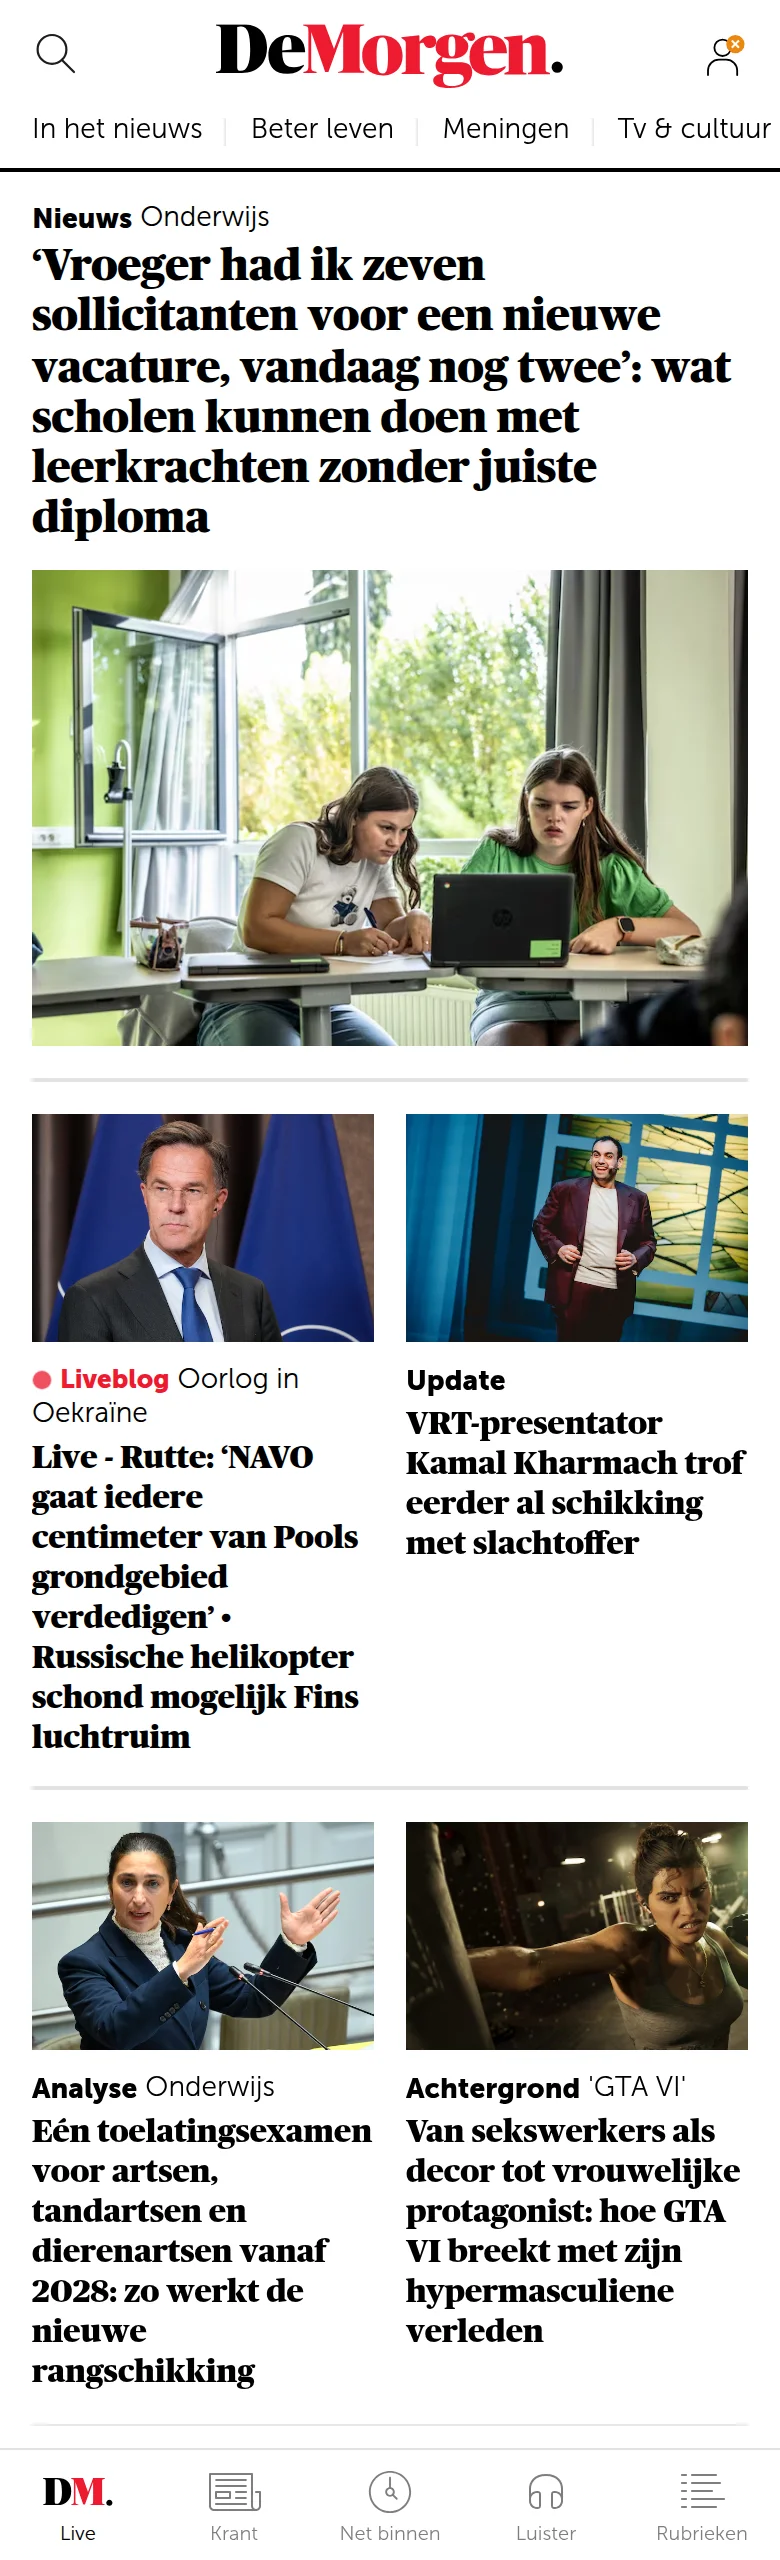 DeMorgen.
In het nieuws
Beter leven
Meningen
Tv & cultuur
Nieuws Onderwijs
‘Vroeger had ik zeven
sollicitanten voor een nieuwe
vacature, vandaag nog twee’: wat
scholen kunnen doen met
leerkrachten zonder juiste
diploma
Liveblog Oorlog in
Oekraïne
Live - Rutte: ‘NAVO
gaat iedere
centimeter van Pools
grondgebied
verdedigen’ •
Russische helikopter
schond mogelijk Fins
luchtruim
Update
VRT-presentator
Kamal Kharmach trof
eerder al schikking
met slachtoffer
Analyse Onderwijs
Eén toelatingsexamen
voor artsen,
tandartsen en
dierenartsen vanaf
2028: zo werkt de
nieuwe
rangschikking
Achtergrond 'GTA VI'
Van sekswerkers als
decor tot vrouwelijke
protagonist: hoe GTA
VI breekt met zijn
hypermasculiene
verleden
DM.
Live
Krant
Net binnen
Luister
Rubrieken